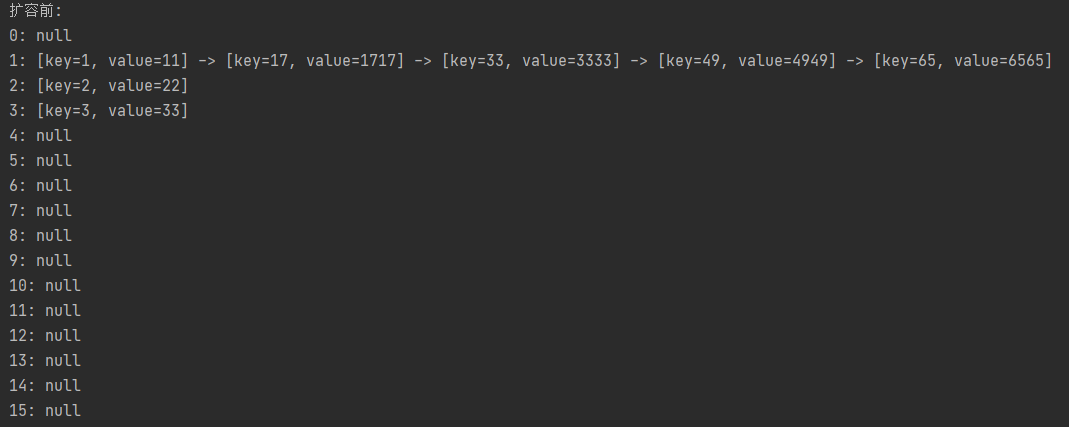 扩容前:
0: null
1: [key=1, value=11] -> [key=17, value=1717] -> [key=33, value=3333] -> [key=49, value=4949] -> [key=65, value=6565]
2: [key=2, value=22]
3: [key=3, value=33]
4: null
5: null
6: null
7: null
8: null
9: null
10: null
11: null
12: null
13: null
14: null
15: null